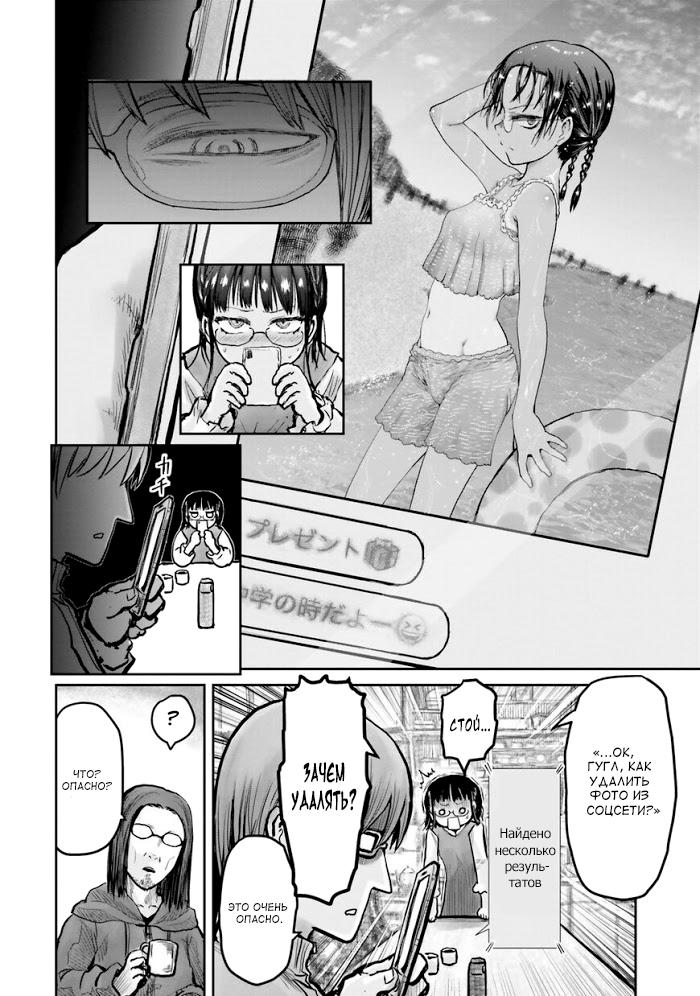 プレゼント🎁
中学の時だよー😆
カチ
«...ОК,
ГУГЛ, КАК
УДАЛИТЬ
ФОТО ИЗ
СОЦСЕТИ?»
Найдено
несколько
резуль-
татов
СТОЙ...
ЗАЧЕМ
УДАЛЯТЬ?
ЭТО ОЧЕНЬ
ОПАСНО.
?
ЧТО?
ОПАСНО?